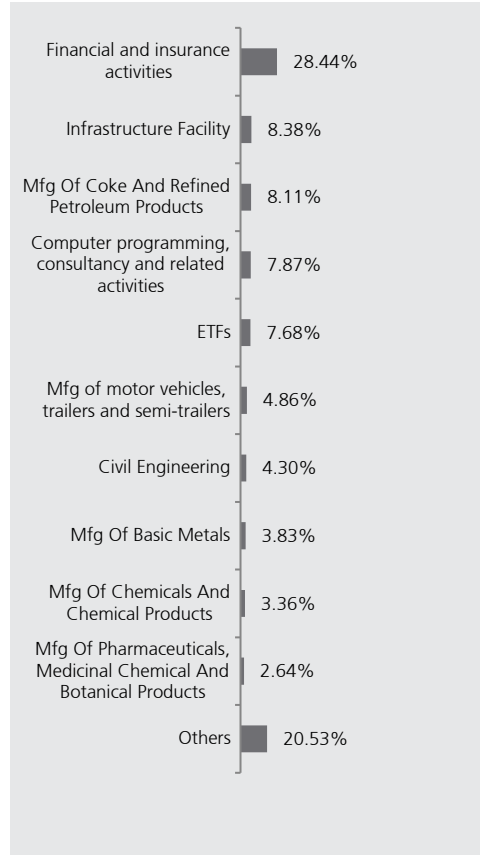 Financial and insurance
activities
28.44%
Infrastructure Facility
8.38%
Mfg Of Coke And Refined
Petroleum Products
8.11%
Computer programming,
consultancy and related
activities
7.87%
ETFs
7.68%
Mfg of motor vehicles,
trailers and semi-trailers
4.86%
Civil Engineering
4.30%
Mfg Of Basic Metals
3.83%
Mfg Of Chemicals And
Chemical Products
3.36%
Mfg Of Pharmaceuticals,
Medicinal Chemical And
Botanical Products
2.64%
Others
20.53%